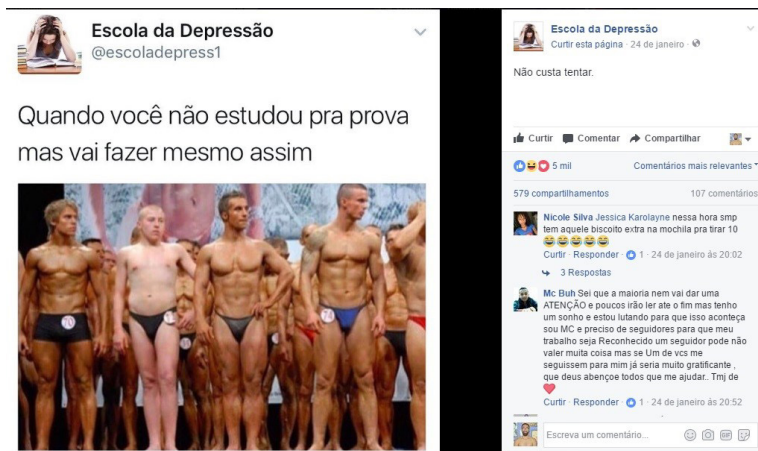 Escola da Depressão
@escoladepress1
Quando você não estudou pra prova
mas vai fazer mesmo assim
Escola da Depressão
Curtir esta página · 24 de janeiro ·
Não custa tentar.
Curtir Comentar Compartilhar
5 mil Comentários mais relevantes
579 compartilhamentos 107 comentários
Nicole Silva Jessica Karolayne nessa hora smp
tem aquele biscoito extra na mochila pra tirar 10
Curtir · Responder · 1 · 24 de janeiro às 20:02
3 Respostas
Mc Buh Sei que a maioria nem vai dar uma
ATENÇÃO e poucos irão ler ate o fim mas tenho
um sonho e estou lutando para que isso aconteça
sou MC e preciso de seguidores para que meu
trabalho seja Reconhecido um seguidor pode não
valer muita coisa mas se Um de vcs me
seguissem para mim já seria muito gratificante ,
que deus abençoe todos que me ajudar.. Tmj de
Curtir · Responder · 1 · 24 de janeiro às 20:52
Escreva um comentário...
GIF